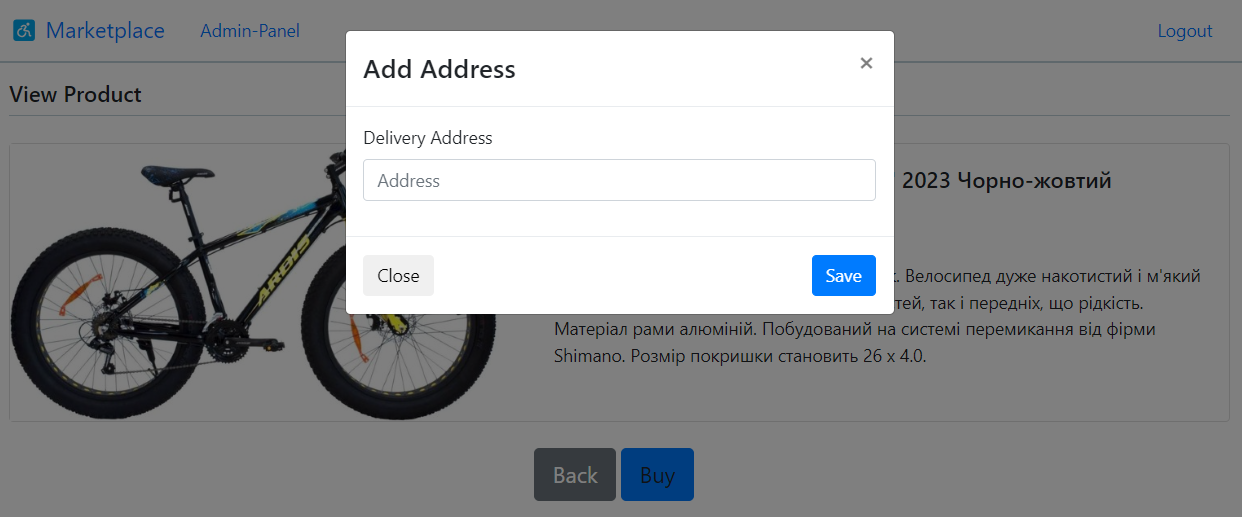 Marketplace Admin-Panel Logout
Add Address ×
View Product
Delivery Address
Address
2023 Чорно-жовтий
Close Save
Велосипед дуже накотистий і м'який
так і передніх, що рідкість.
Матеріал рами алюміній. Побудований на системі перемикання від фірми
Shimano. Розмір покришки становить 26 x 4.0.
ARBIS
Back Buy